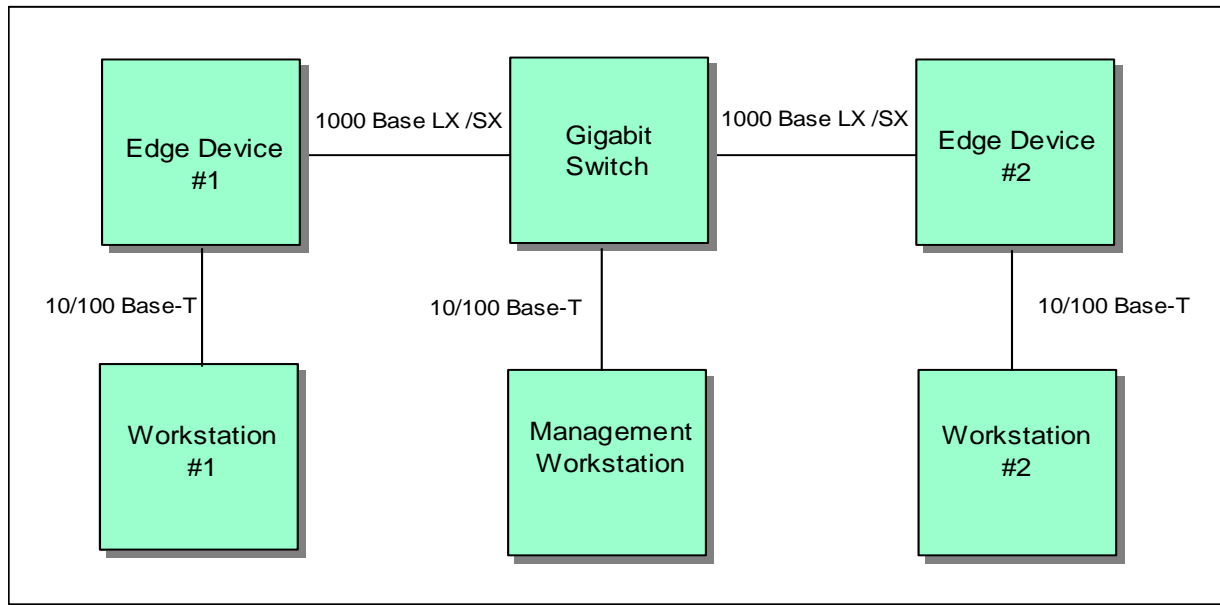 1000 Base LX /SX
1000 Base LX /SX
Edge Device
#1
Gigabit
Switch
Edge Device
#2
10/100 Base-T
10/100 Base-T
10/100 Base-T
Workstation
#1
Management
Workstation
Workstation
#2